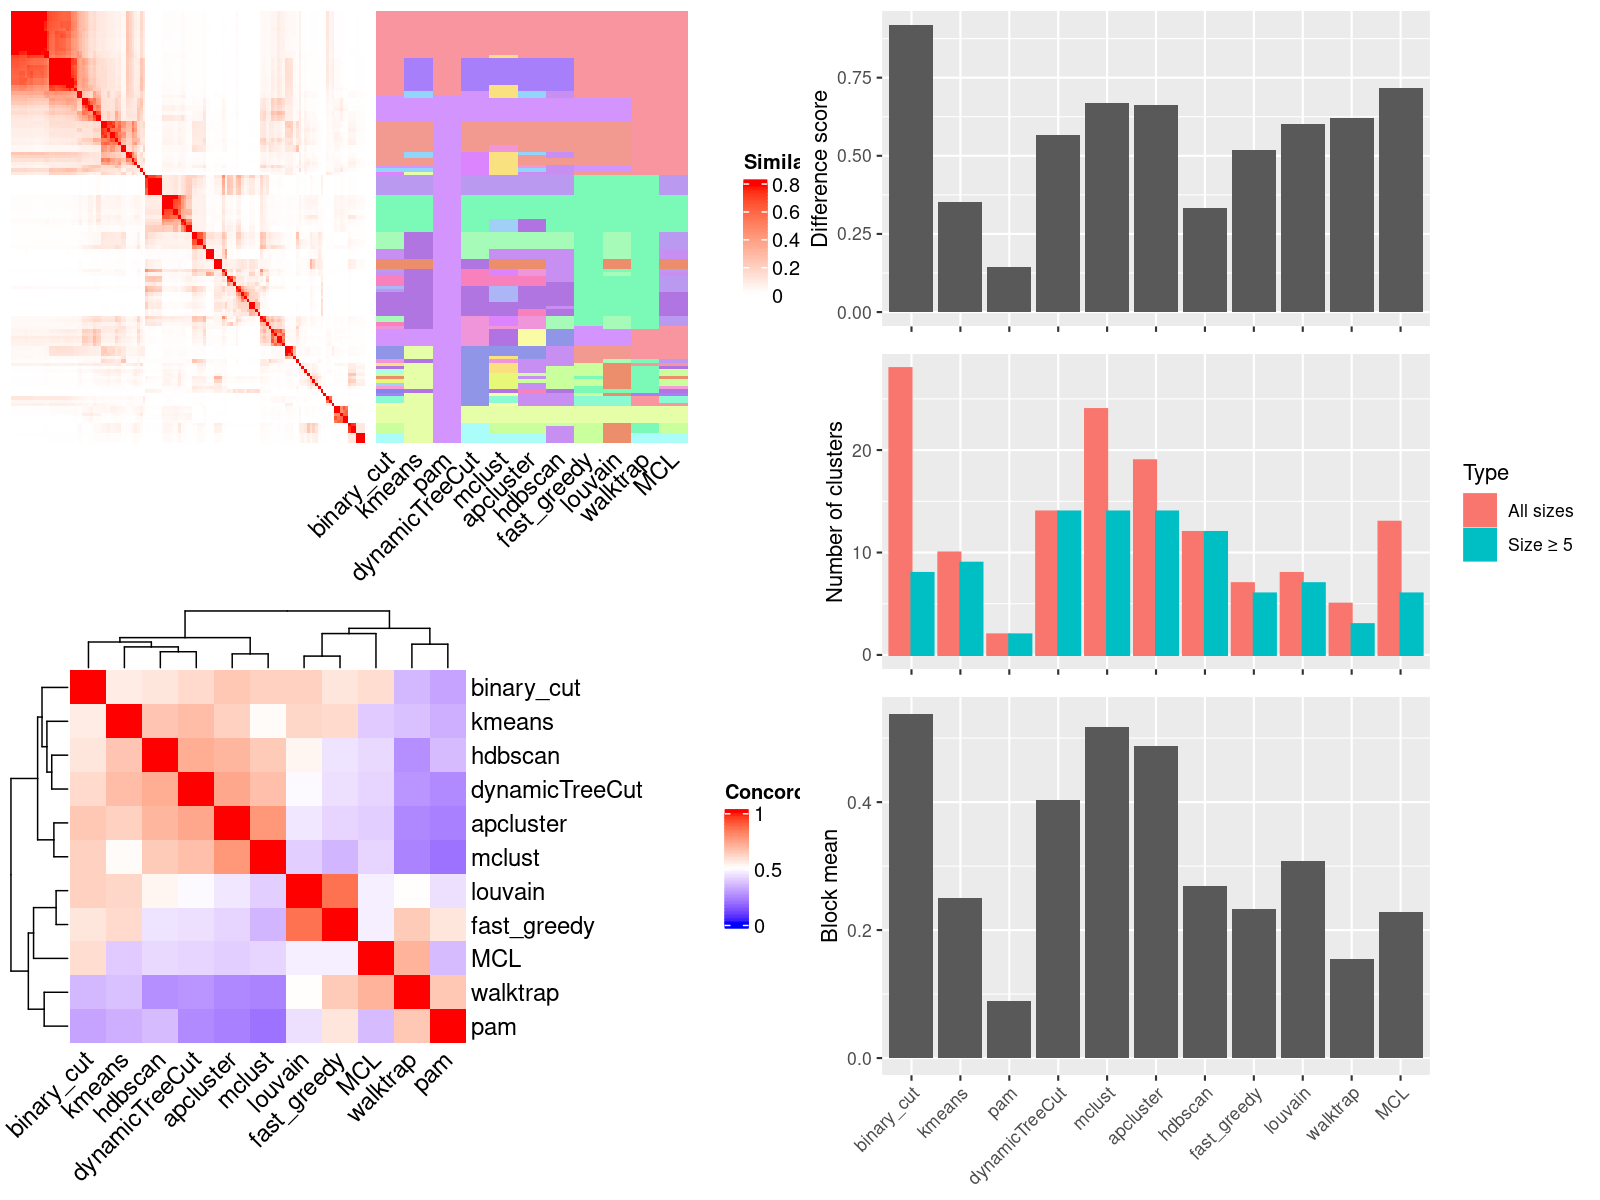 Simila
0.8
0.6
0.4
0.2
0
binary_cut
kmeans
pam
dynamicTreeCut
mclust
apcluster
hdbscan
fast_greedy
louvain
walktrap
MCL
binary_cut
kmeans
hdbscan
dynamicTreeCut
apcluster
mclust
louvain
fast_greedy
MCL
walktrap
pam
binary_cut
kmeans
hdbscan
dynamicTreeCut
apcluster
mclust
louvain
fast_greedy
MCL
walktrap
pam
Concord
1
0.5
0
Difference score
0.75
0.50
0.25
0.00
Number of clusters
20
10
0
Type
All sizes
Size ≥ 5
Block mean
0.4
0.2
0.0
binary_cut
kmeans
pam
dynamicTreeCut
mclust
apcluster
hdbscan
fast_greedy
louvain
walktrap
MCL